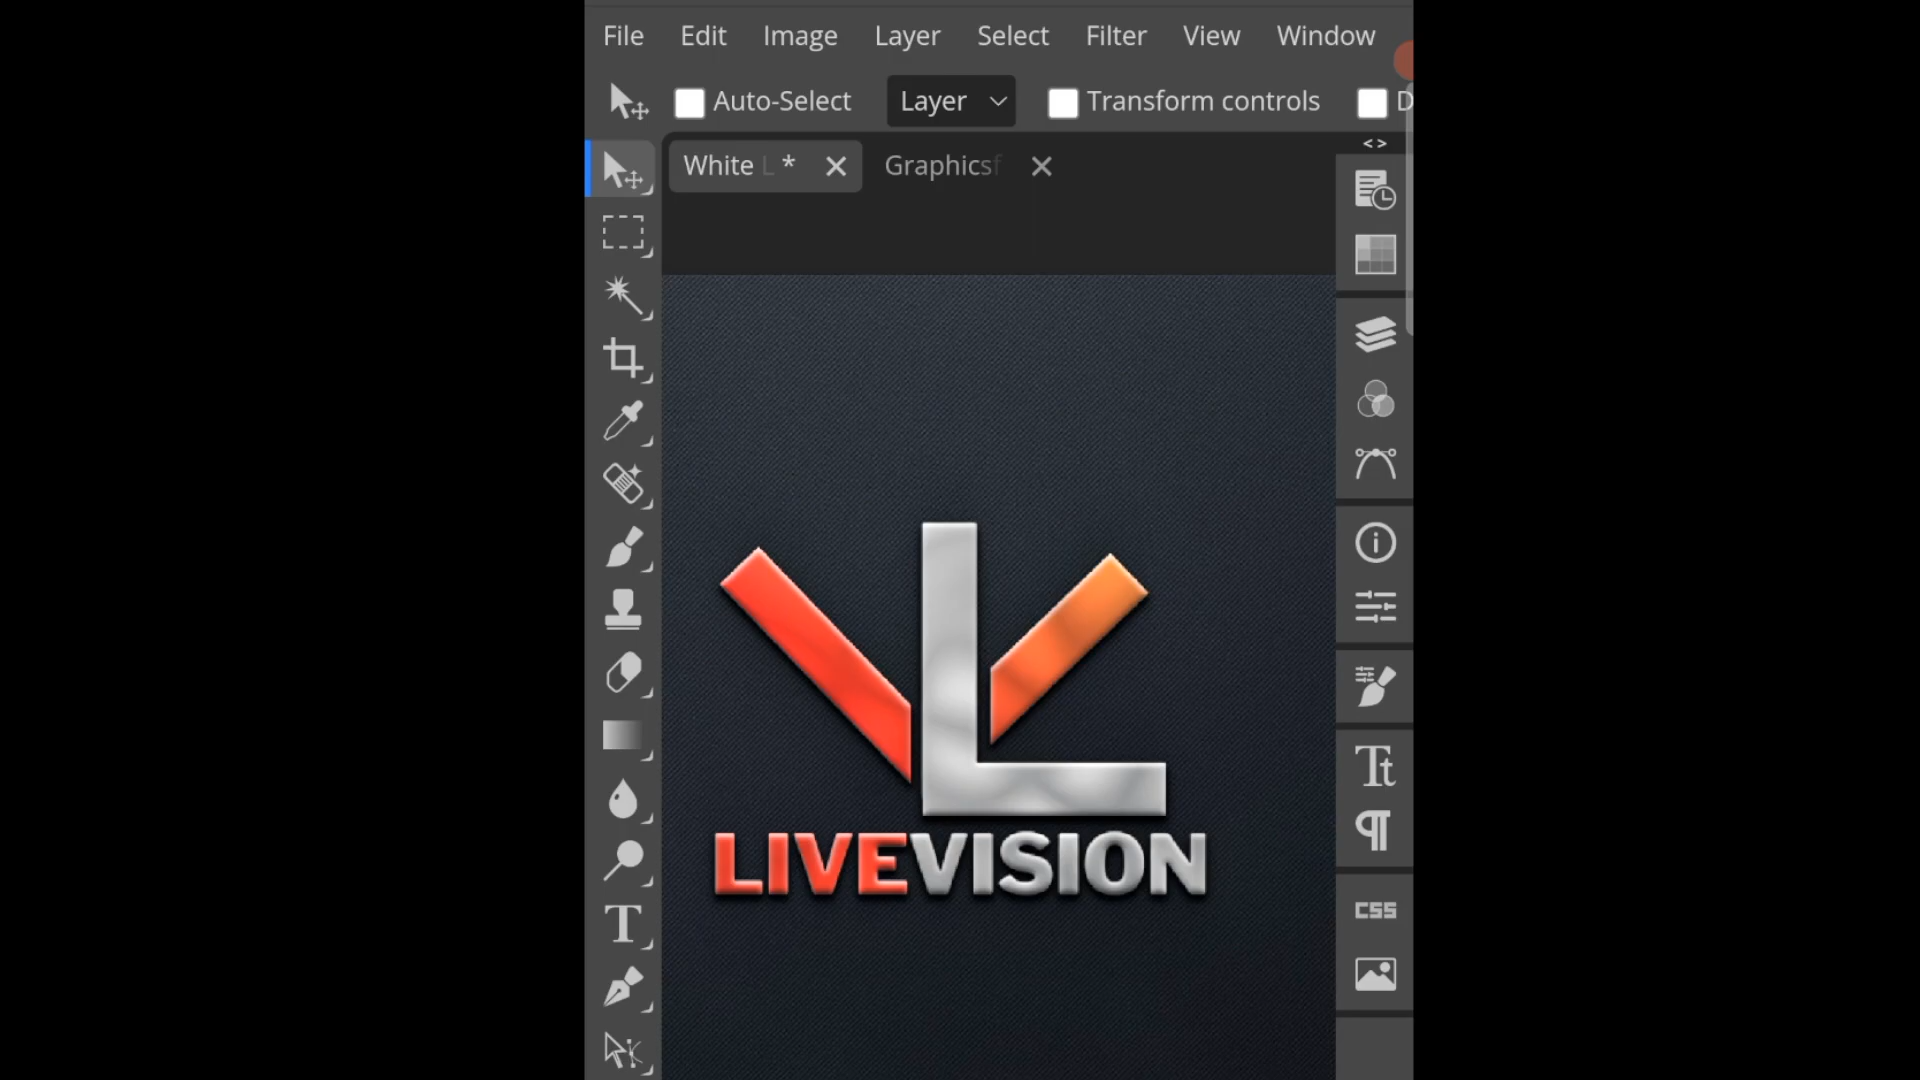 File Edit Image Layer Select Filter View Window
Auto-Select Layer Transform controls D
White L * Graphicsf
LIVEVISION
CSS